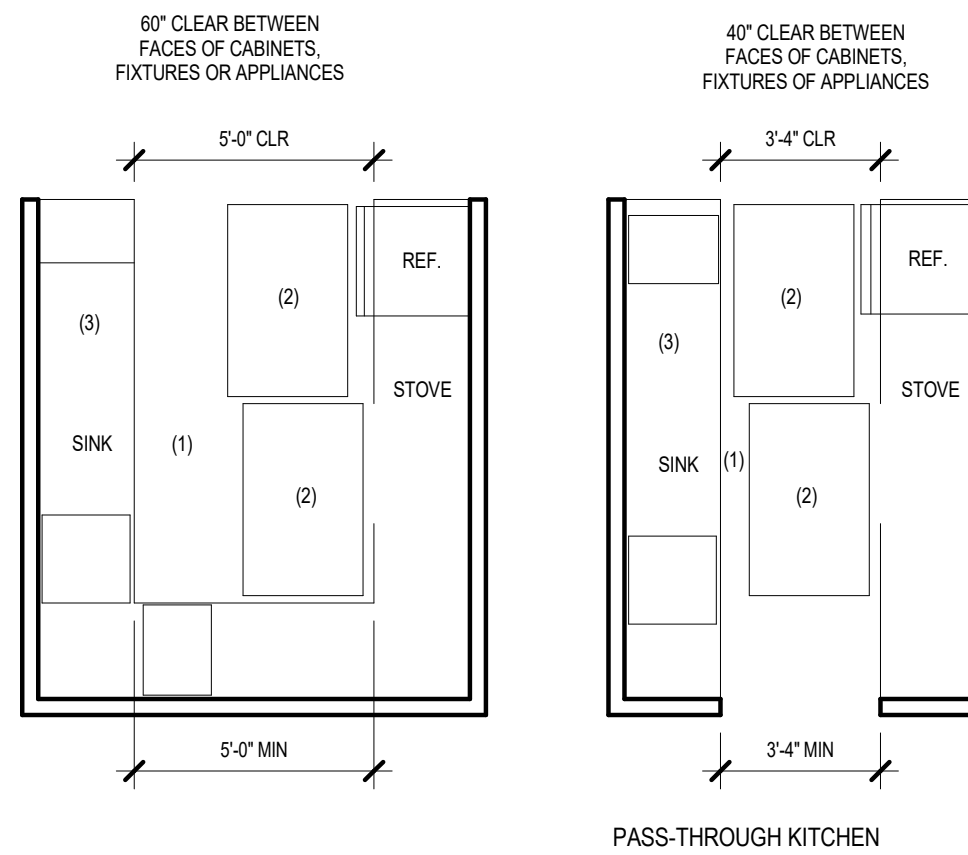 60" CLEAR BETWEEN
FACES OF CABINETS,
FIXTURES OR APPLIANCES
5'-0" CLR
(3)
(2)
REF.
STOVE
SINK
(1)
(2)
5'-0" MIN
40" CLEAR BETWEEN
FACES OF CABINETS,
FIXTURES OF APPLIANCES
3'-4" CLR
(2)
REF.
(3)
STOVE
SINK
(1)
(2)
3'-4" MIN
PASS-THROUGH KITCHEN